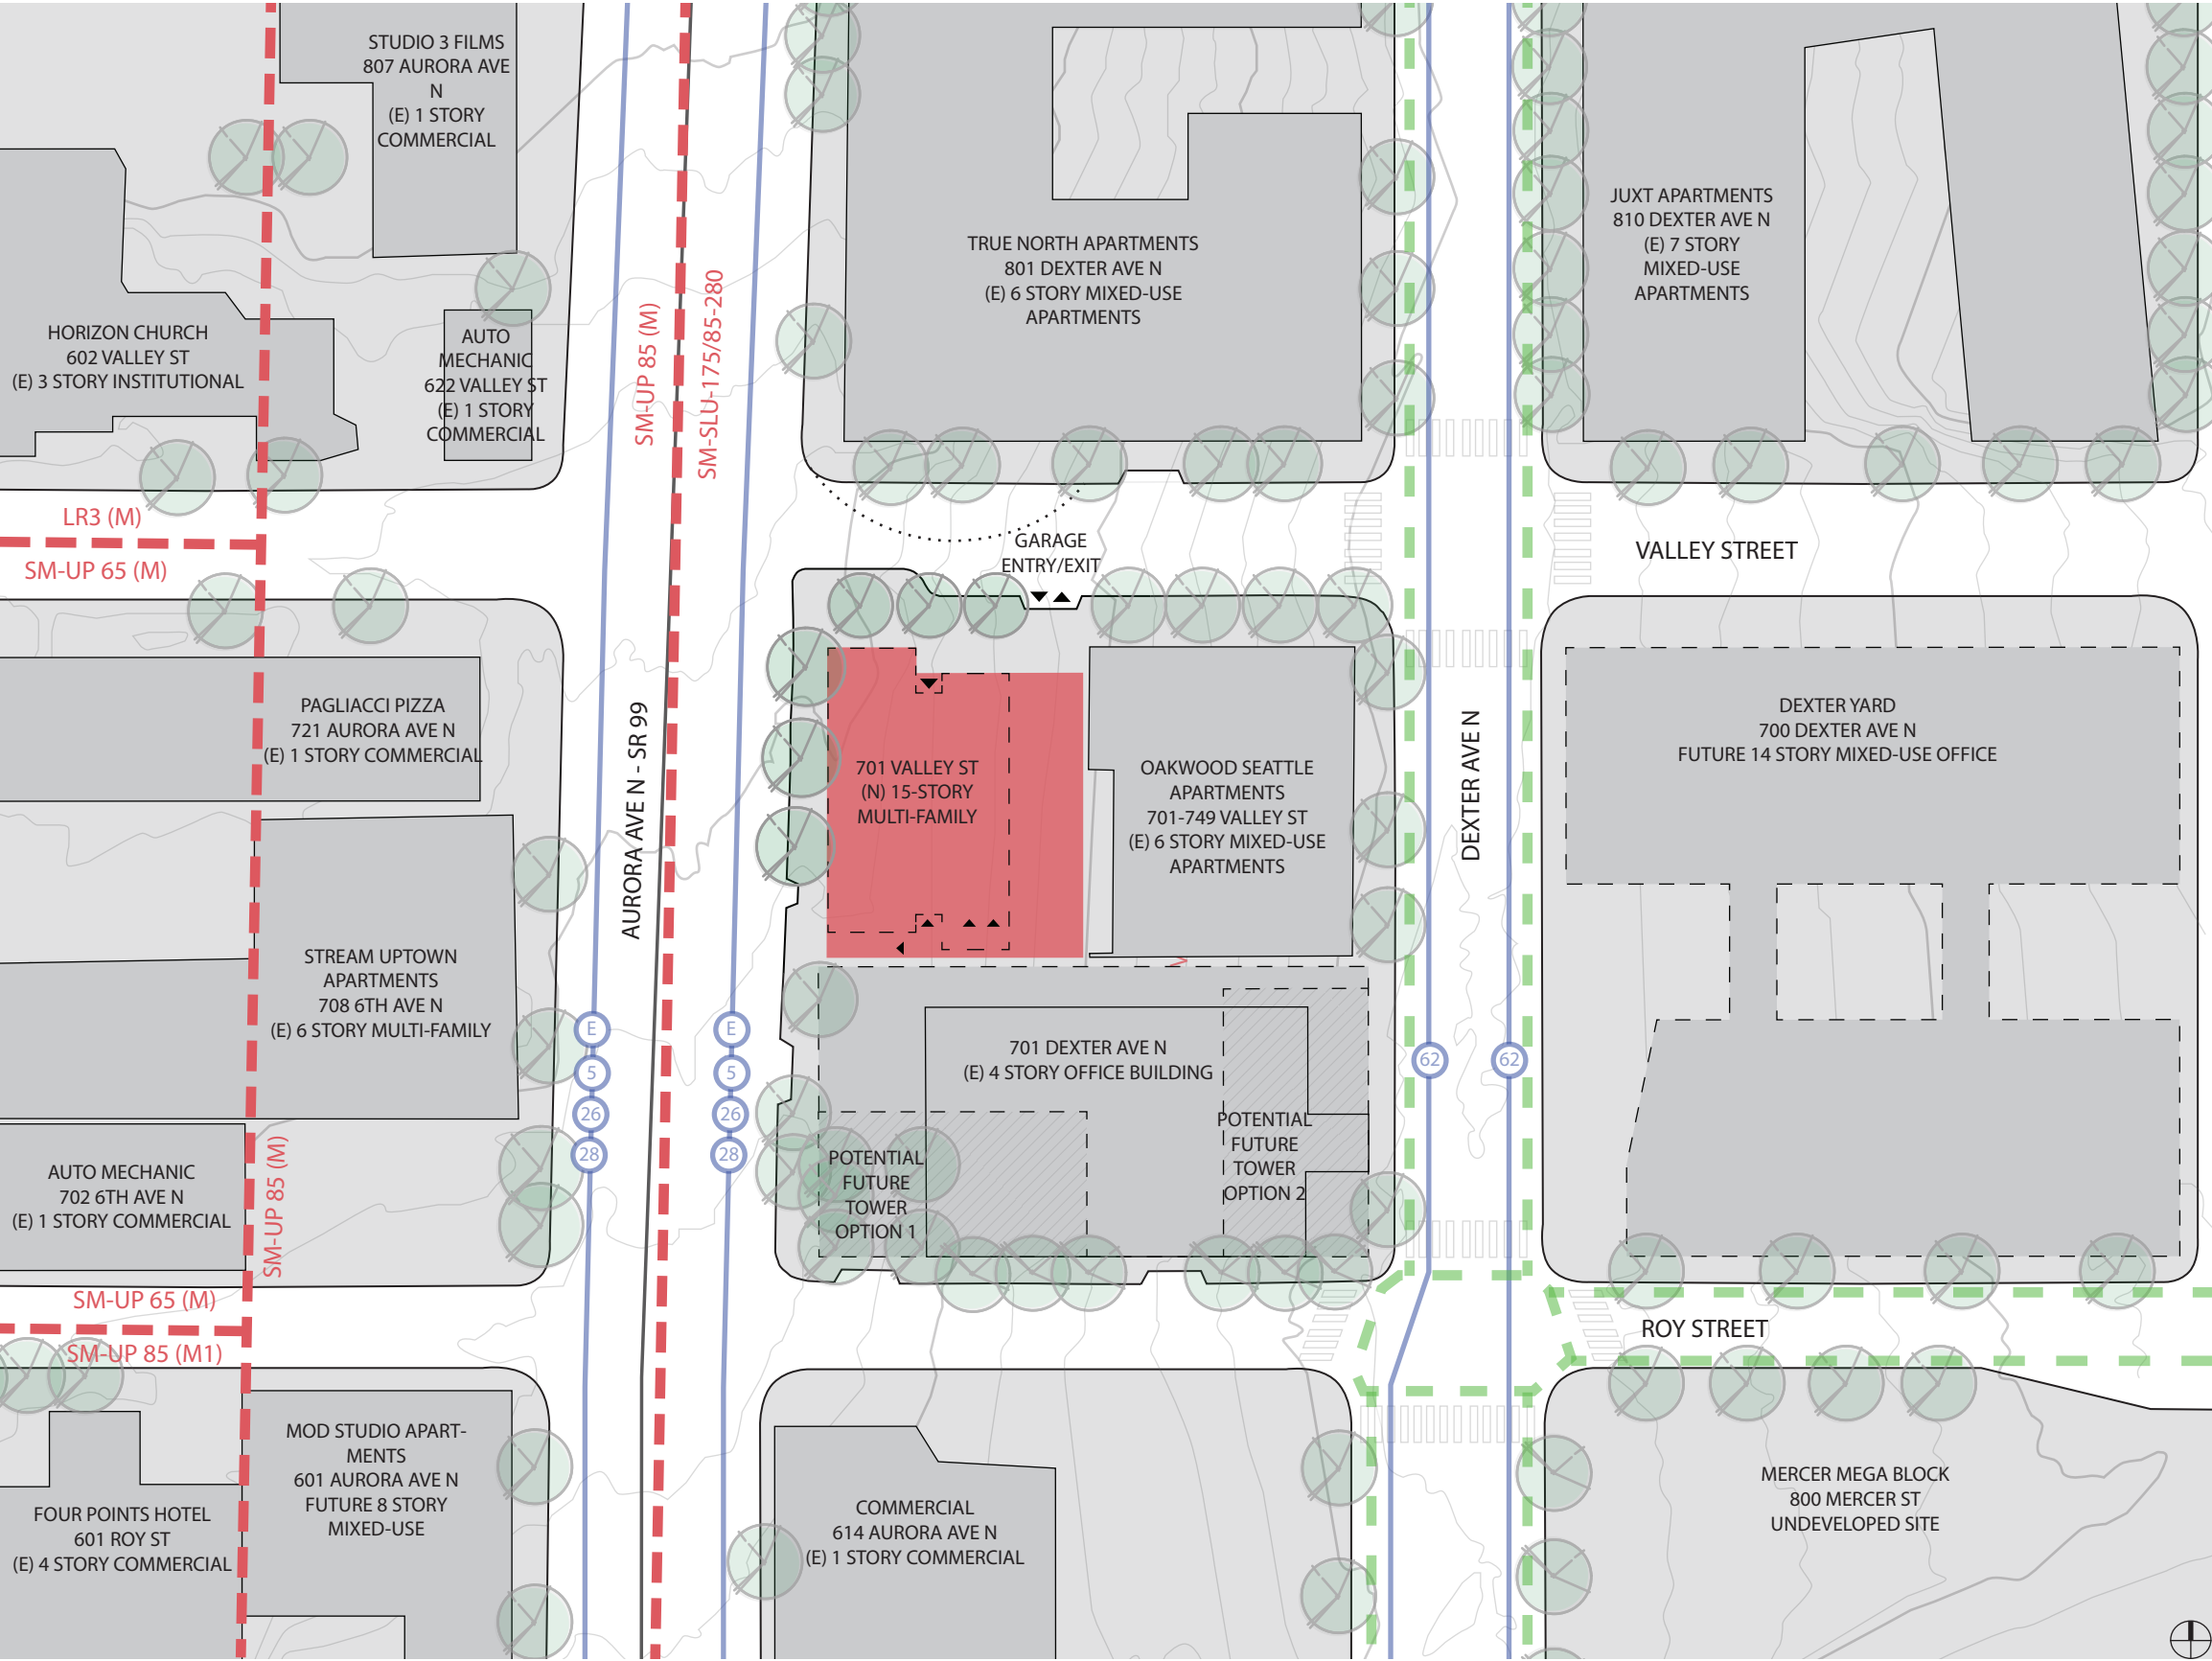 STUDIO 3 FILMS
807 AURORA AVE
N
(E) 1 STORY
COMMERCIAL
HORIZON CHURCH
602 VALLEY ST
(E) 3 STORY INSTITUTIONAL
AUTO
MECHANIC
622 VALLEY ST
(E) 1 STORY
COMMERCIAL
SM-UP 85 (M)
SM-SLU-175/85-280
TRUE NORTH APARTMENTS
801 DEXTER AVE N
(E) 6 STORY MIXED-USE
APARTMENTS
JUXT APARTMENTS
810 DEXTER AVE N
(E) 7 STORY
MIXED-USE
APARTMENTS
LR3 (M)
SM-UP 65 (M)
GARAGE
ENTRY/EXIT
VALLEY STREET
PAGLIACCI PIZZA
721 AURORA AVE N
(E) 1 STORY COMMERCIAL
AURORA AVE N - SR 99
701 VALLEY ST
(N) 15-STORY
MULTI-FAMILY
OAKWOOD SEATTLE
APARTMENTS
701-749 VALLEY ST
(E) 6 STORY MIXED-USE
APARTMENTS
DEXTER AVE N
DEXTER YARD
700 DEXTER AVE N
FUTURE 14 STORY MIXED-USE OFFICE
STREAM UPTOWN
APARTMENTS
708 6TH AVE N
(E) 6 STORY MULTI-FAMILY
E
5
26
28
E
5
26
28
701 DEXTER AVE N
(E) 4 STORY OFFICE BUILDING
62
62
POTENTIAL
FUTURE
TOWER
OPTION 1
POTENTIAL
FUTURE
TOWER
OPTION 2
AUTO MECHANIC
702 6TH AVE N
(E) 1 STORY COMMERCIAL
SM-UP 85 (M)
SM-UP 65 (M)
SM-UP 85 (M1)
ROY STREET
MOD STUDIO APART-
MENTS
601 AURORA AVE N
FUTURE 8 STORY
MIXED-USE
FOUR POINTS HOTEL
601 ROY ST
(E) 4 STORY COMMERCIAL
COMMERCIAL
614 AURORA AVE N
(E) 1 STORY COMMERCIAL
MERCER MEGA BLOCK
800 MERCER ST
UNDEVELOPED SITE